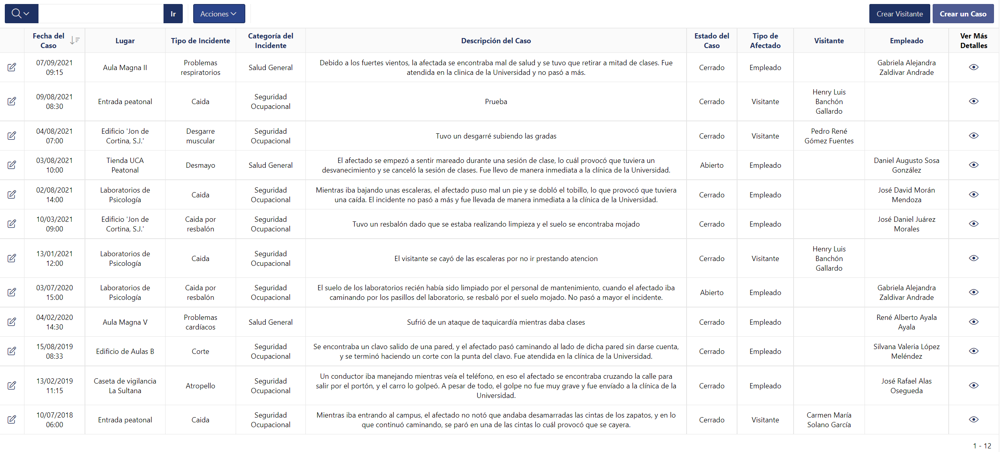 Ir
Acciones
Crear Visitante
Crear un Caso
Fecha del Caso
Lugar
Tipo de Incidente
Categoría del Incidente
Descripción del Caso
Estado del Caso
Tipo de Afectado
Visitante
Empleado
Ver Más Detalles
07/09/2021 09:15
Aula Magna II
Problemas respiratorios
Salud General
Debido a los fuertes vientos, la afectada se encontraba mal de salud y se tuvo que retirar a mitad de clases. Fue
atendida en la clinica de la Universidad y no pasó a más.
Cerrado
Empleado
Gabriela Alejandra Zaldivar Andrade
09/08/2021 08:30
Entrada peatonal
Caida
Seguridad Ocupacional
Prueba
Cerrado
Visitante
Henry Luis Banchón Gallardo
04/08/2021 07:00
Edificio 'Jon de Cortina, S.J.'
Desgarre muscular
Seguridad Ocupacional
Tuvo un desgarré subiendo las gradas
Cerrado
Visitante
Pedro René Gómez Fuentes
03/08/2021 10:00
Tienda UCA Peatonal
Desmayo
Salud General
El afectado se empezó a sentir mareado durante una sesión de clase, lo cuál provocó que tuviera un
desvanecimiento y se canceló la sesión de clases. Fue llevo de manera inmediata a la clínica de la Universidad.
Abierto
Empleado
Daniel Augusto Sosa González
02/08/2021 14:00
Laboratorios de Psicología
Caida
Seguridad Ocupacional
Mientras iba bajando unas escaleras, el afectado puso mal un pie y se dobló el tobillo, lo que provocó que tuviera
una caída. El incidente no pasó a más y fue llevada de manera inmediata a la clínica de la Universidad.
Cerrado
Empleado
José David Morán Mendoza
10/03/2021 09:00
Edificio 'Jon de Cortina, S.J.'
Caida por resbalón
Seguridad Ocupacional
Tuvo un resbalón dado que se estaba realizando limpieza y el suelo se encontraba mojado
Cerrado
Empleado
José Daniel Juárez Morales
13/01/2021 12:00
Laboratorios de Psicología
Caida
Seguridad Ocupacional
El visitante se cayó de las escaleras por no ir prestando atencion
Cerrado
Visitante
Henry Luis Banchón Gallardo
03/07/2020 15:00
Laboratorios de Psicología
Caida por resbalón
Seguridad Ocupacional
El suelo de los laboratorios recién había sido limpiado por el personal de mantenimiento, cuando el afectado iba
caminando por los pasillos del laboratorio, se resbaló por el suelo mojado. No pasó a mayor el incidente.
Abierto
Empleado
Gabriela Alejandra Zaldivar Andrade
04/02/2020 14:30
Aula Magna V
Problemas cardíacos
Salud General
Sufrió de un ataque de taquicardía mientras daba clases
Cerrado
Empleado
René Alberto Ayala Ayala
15/08/2019 08:33
Edificio de Aulas B
Corte
Seguridad Ocupacional
Se encontraba un clavo salido de una pared, y el afectado pasó caminando al lado de dicha pared sin darse cuenta,
y se terminó haciendo un corte con la punta del clavo. Fue atendida en la clínica de la Universidad.
Cerrado
Empleado
Silvana Valeria López Meléndez
13/02/2019 11:15
Caseta de vigilancia La Sultana
Atropello
Seguridad Ocupacional
Un conductor iba manejando mientras veía el teléfono, en eso el afectado se encontraba cruzando la calle para
salir por el portón, y el carro lo golpeó. A pesar de todo, el golpe no fue muy grave y fue envíado a la clínica de la
Universidad.
Cerrado
Empleado
José Rafael Alas Osegueda
10/07/2018 06:00
Entrada peatonal
Caida
Seguridad Ocupacional
Mientras iba entrando al campus, el afectado no notó que andaba desamarradas las cintas de los zapatos, y en lo
que continuó caminando, se paró en una de las cintas lo cuál provocó que se cayera.
Cerrado
Visitante
Carmen María Solano García
1 - 12